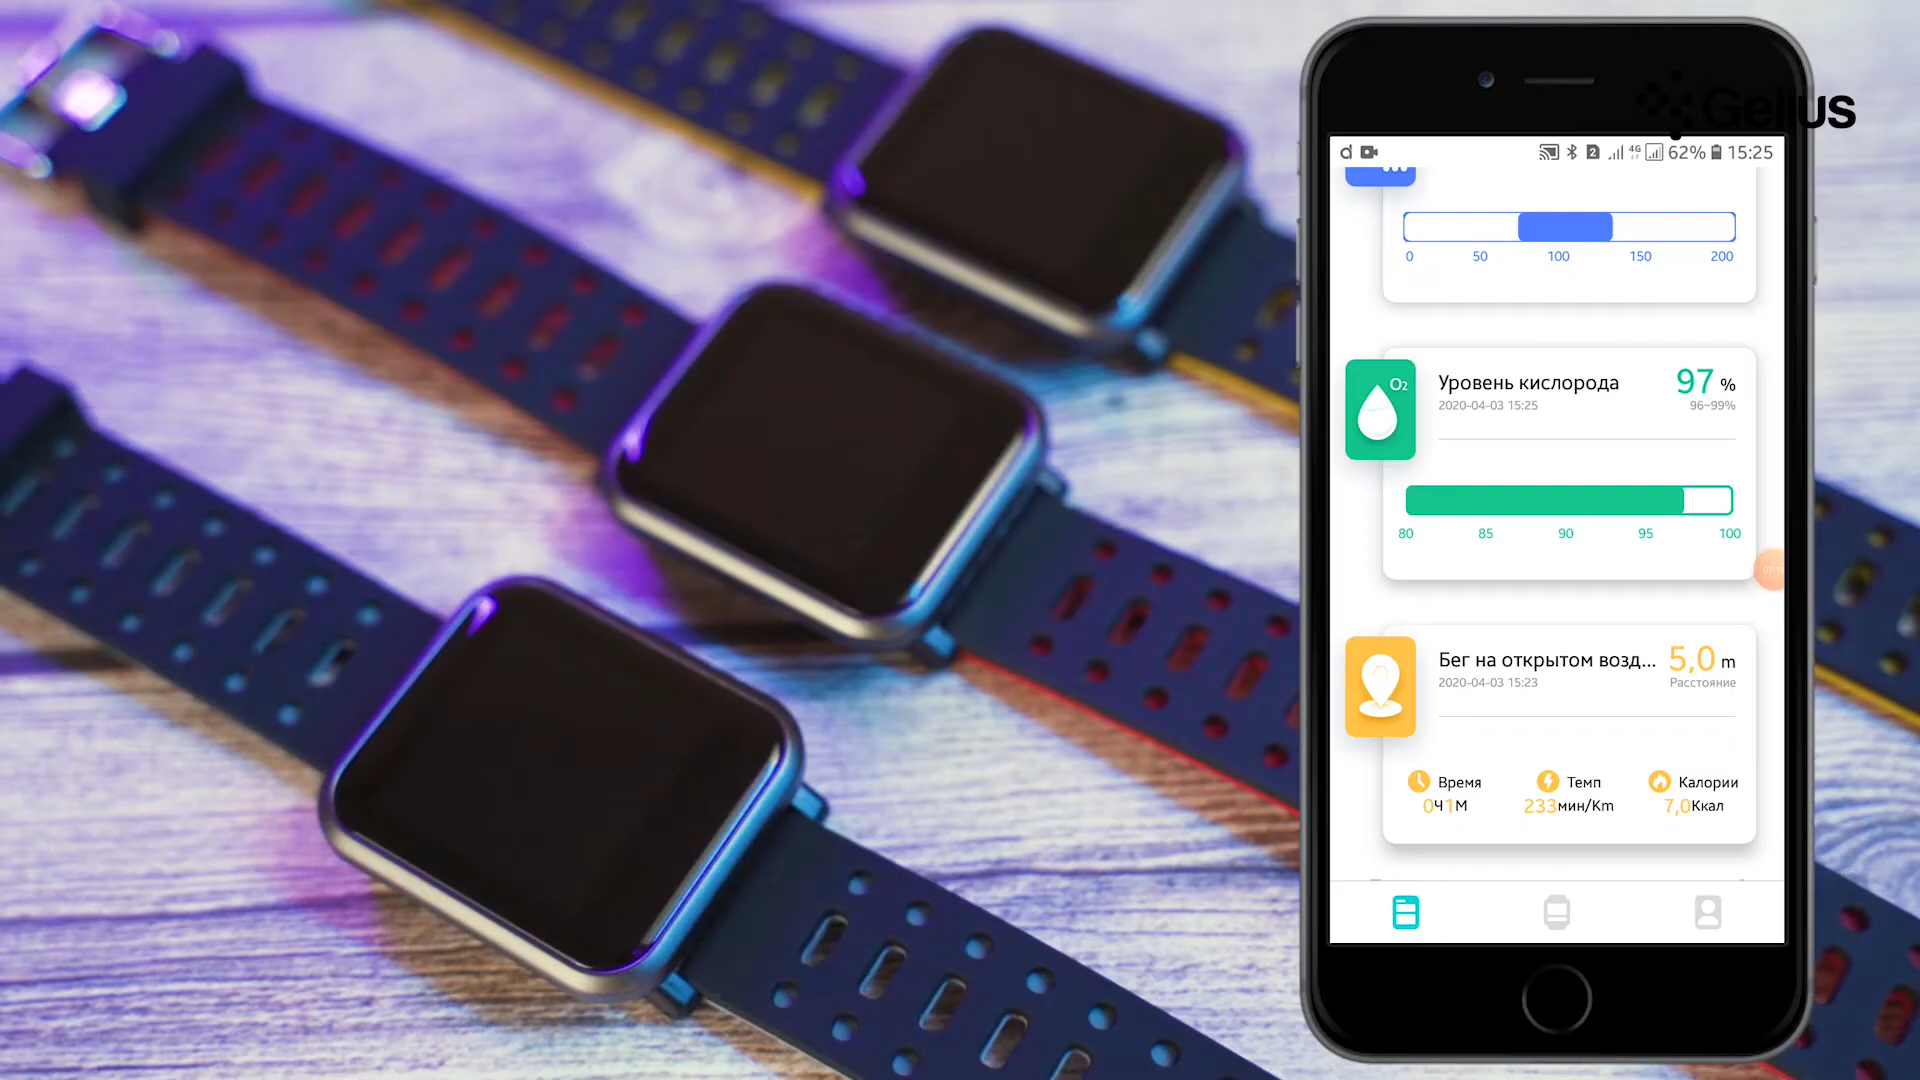 Gelius
2 4G 62% 15:25
0 50 100 150 200
O₂
Уровень кислорода 97 %
2020-04-03 15:25 96~99%
80 85 90 95 100
Бег на открытом возд... 5,0 m
2020-04-03 15:23 Расстояние
Время Темп Калории
0Ч1М 233мин/Km 7,0Ккал